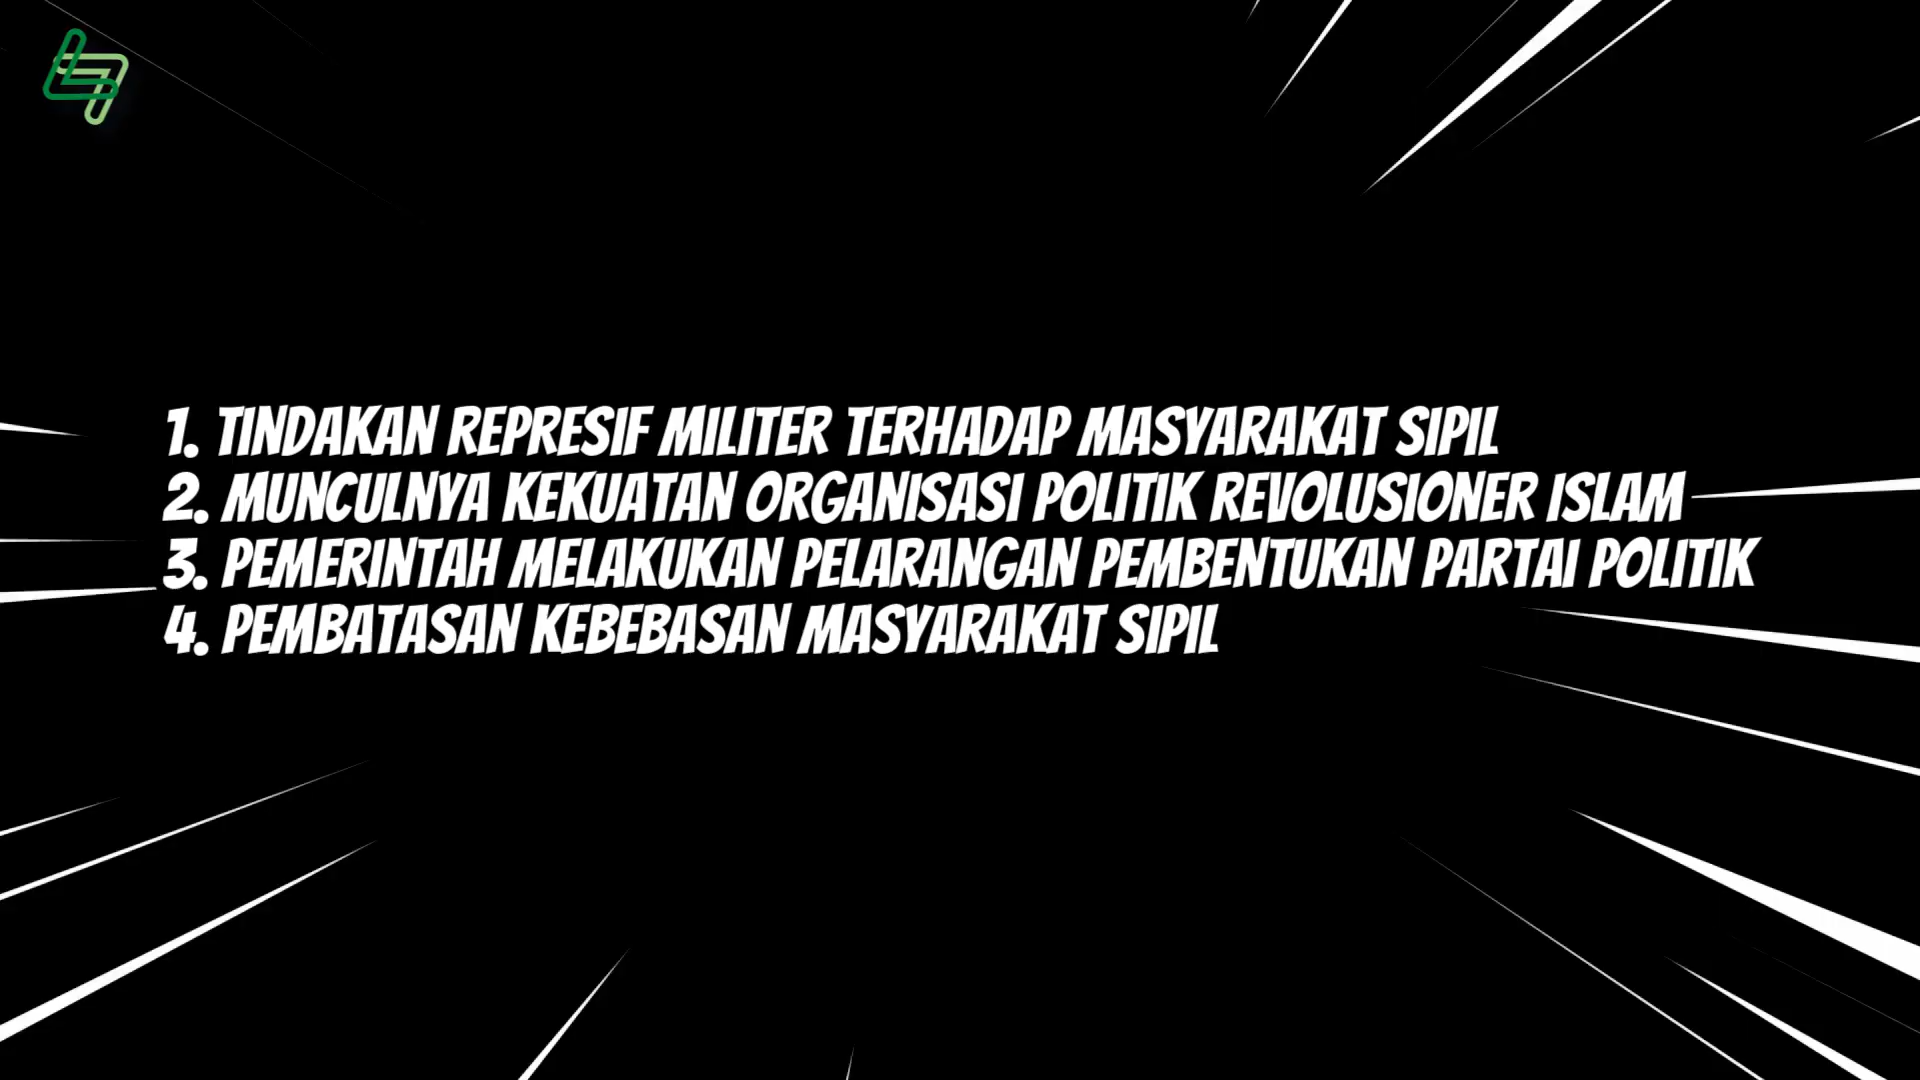 1. TINDAKAN REPRESIF MILITER TERHADAP MASYARAKAT SIPIL
2. MUNCULNYA KEKUATAN ORGANISASI POLITIK REVOLUSIONER ISLAM
3. PEMERINTAH MELAKUKAN PELARANGAN PEMBENTUKAN PARTAI POLITIK
4. PEMBATASAN KEBEBASAN MASYARAKAT SIPIL